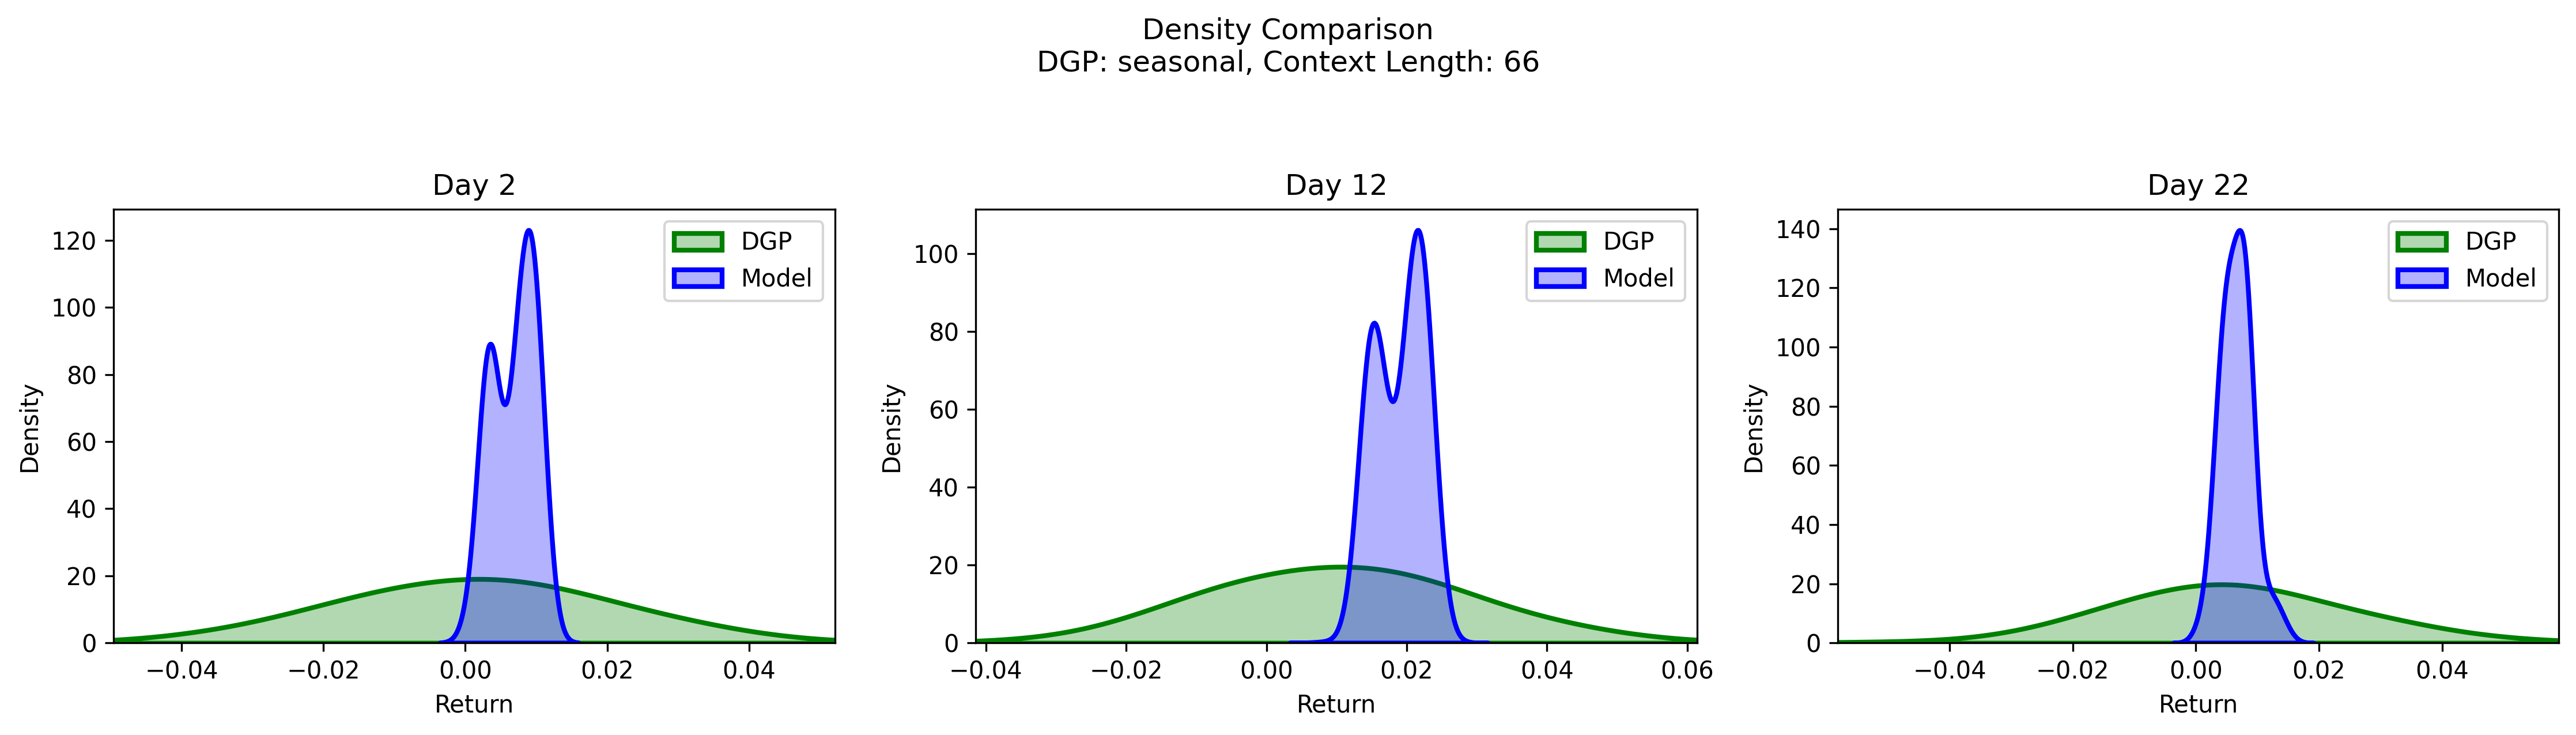 Density Comparison
DGP: seasonal, Context Length: 66
Day 2
Density
120
100
80
60
40
20
0
−0.04
−0.02
0.00
0.02
0.04
Return
DGP
Model
Day 12
Density
100
80
60
40
20
0
−0.04
−0.02
0.00
0.02
0.04
0.06
Return
DGP
Model
Day 22
Density
140
120
100
80
60
40
20
0
−0.04
−0.02
0.00
0.02
0.04
Return
DGP
Model